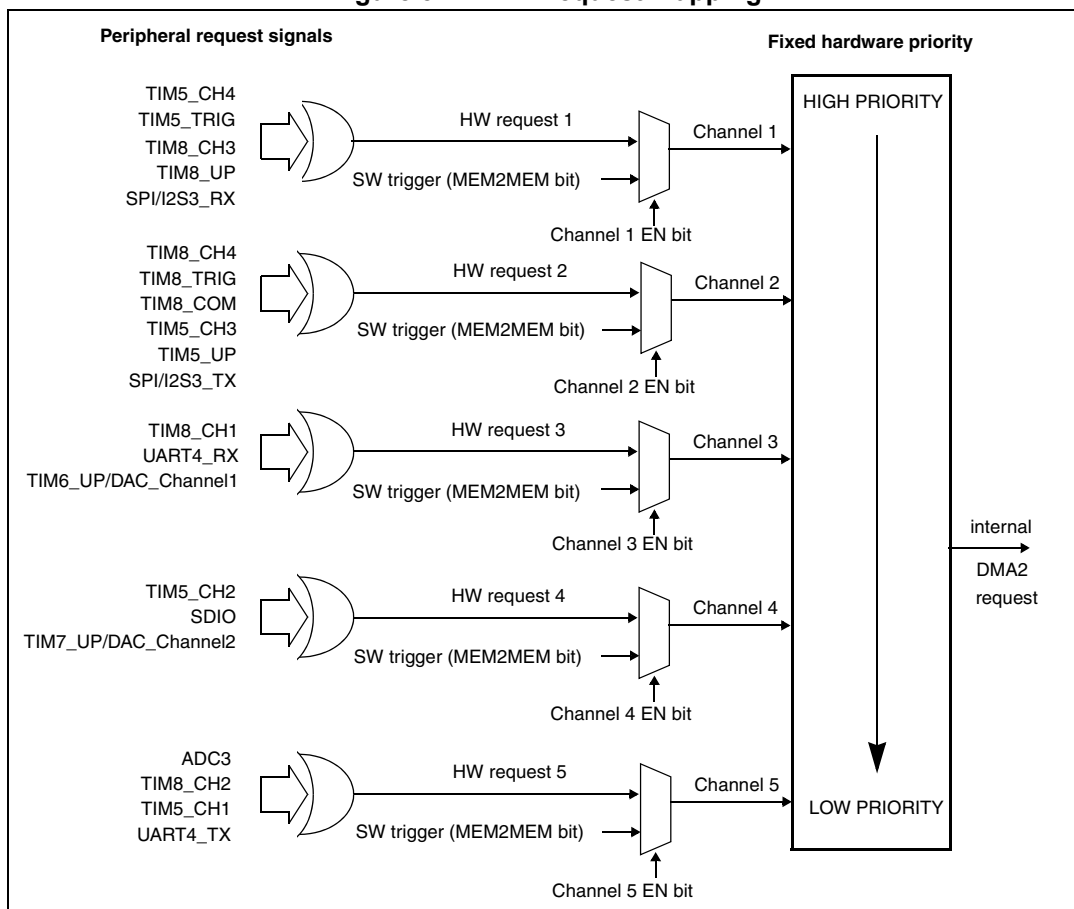 Peripheral request signals
Fixed hardware priority
TIM5_CH4
TIM5_TRIG
TIM8_CH3
TIM8_UP
SPI/I2S3_RX
HW request 1
SW trigger (MEM2MEM bit)
Channel 1
Channel 1 EN bit
HIGH PRIORITY
TIM8_CH4
TIM8_TRIG
TIM8_COM
TIM5_CH3
TIM5_UP
SPI/I2S3_TX
HW request 2
SW trigger (MEM2MEM bit)
Channel 2
Channel 2 EN bit
TIM8_CH1
UART4_RX
TIM6_UP/DAC_Channel1
HW request 3
SW trigger (MEM2MEM bit)
Channel 3
Channel 3 EN bit
internal
DMA2
request
TIM5_CH2
SDIO
TIM7_UP/DAC_Channel2
HW request 4
SW trigger (MEM2MEM bit)
Channel 4
Channel 4 EN bit
ADC3
TIM8_CH2
TIM5_CH1
UART4_TX
HW request 5
SW trigger (MEM2MEM bit)
Channel 5
Channel 5 EN bit
LOW PRIORITY